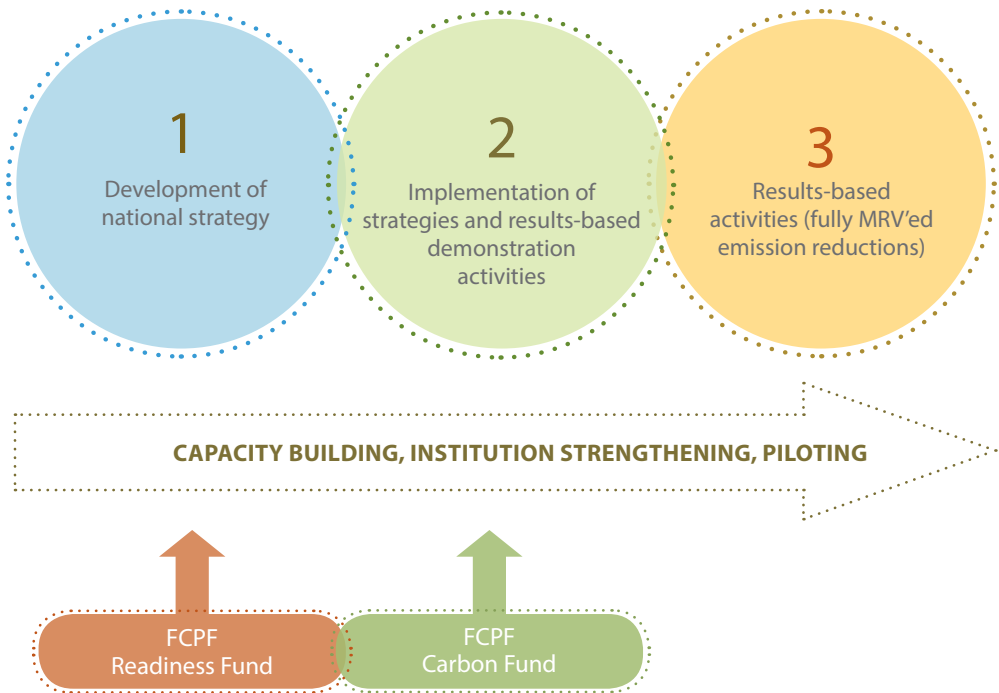 1
Development of
national strategy
2
Implementation of
strategies and results-based
demonstration
activities
3
Results-based
activities (fully MRV'ed
emission reductions)
CAPACITY BUILDING, INSTITUTION STRENGTHENING, PILOTING
FCPF
Readiness Fund
FCPF
Carbon Fund